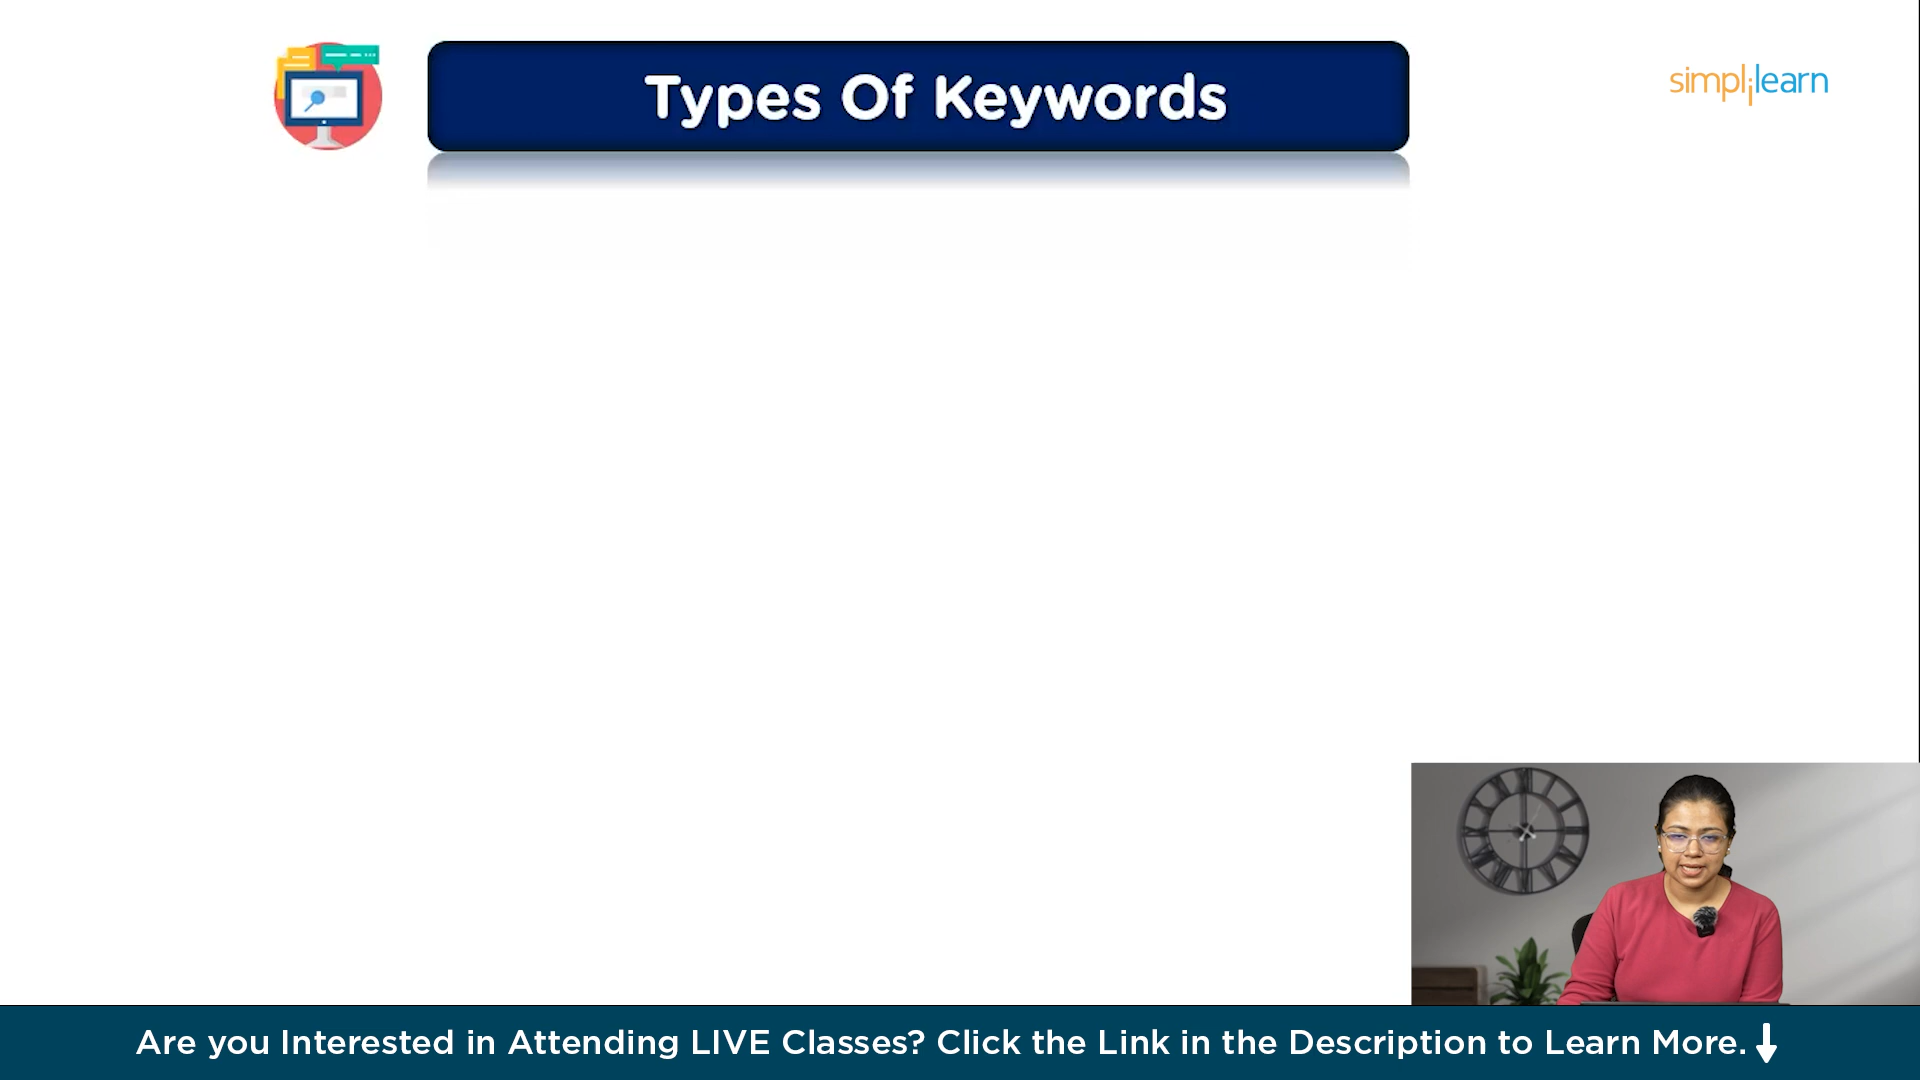 Types Of Keywords
simplilearn
Are you Interested in Attending LIVE Classes? Click the Link in the Description to Learn More.